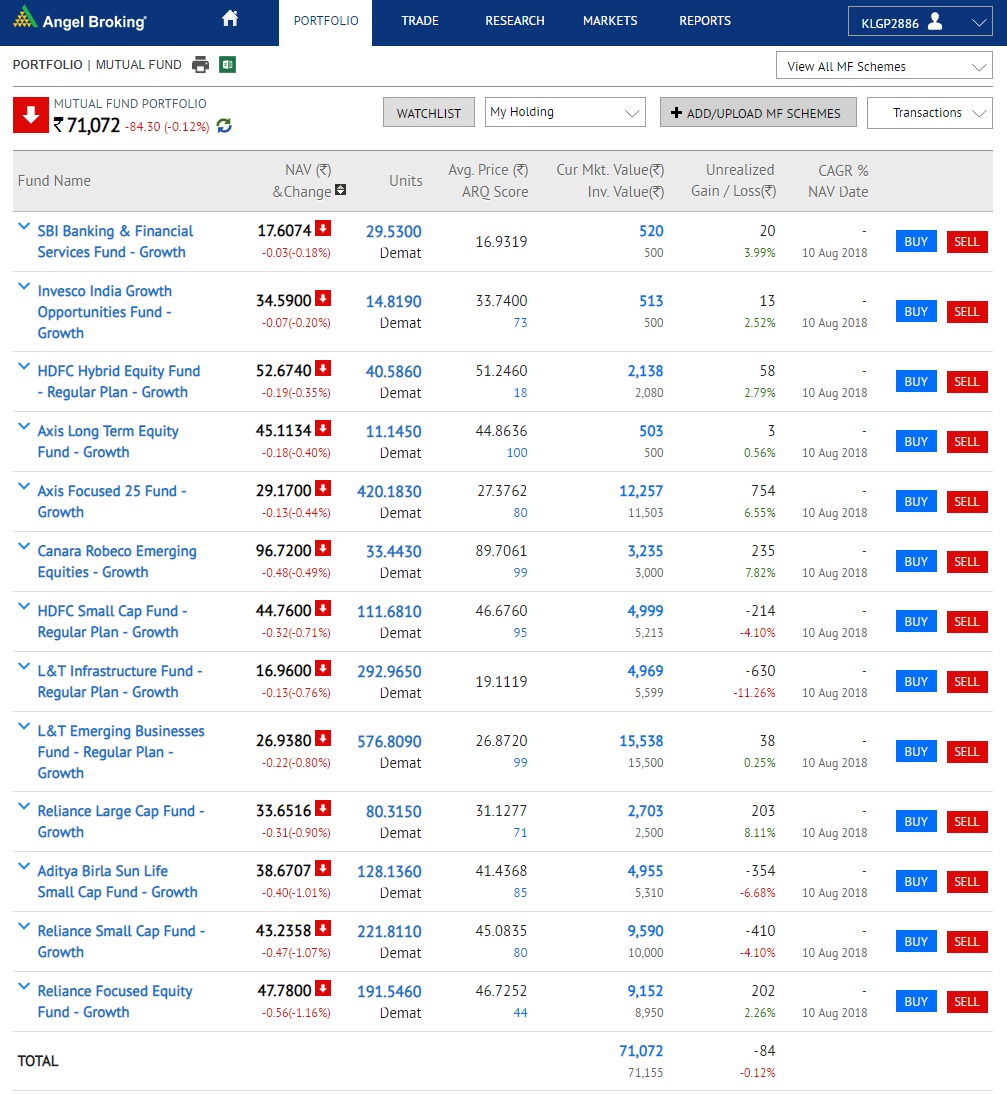 Angel Broking
PORTFOLIO TRADE RESEARCH MARKETS REPORTS KLGP2886
PORTFOLIO | MUTUAL FUND View All MF Schemes
MUTUAL FUND PORTFOLIO
₹ 71,072 -84.30 (-0.12%) WATCHLIST My Holding + ADD/UPLOAD MF SCHEMES Transactions
Fund Name NAV (₹) &Change Units Avg. Price (₹) ARQ Score Cur Mkt. Value(₹) Inv. Value(₹) Unrealized Gain / Loss(₹) CAGR % NAV Date
SBI Banking & Financial 17.6074 29.5300 16.9319 520 20 - BUY SELL
Services Fund - Growth -0.03(-0.18%) Demat 500 3.99% 10 Aug 2018
Invesco India Growth
Opportunities Fund - 34.5900 14.8190 33.7400 513 13 - BUY SELL
Growth -0.07(-0.20%) Demat 73 500 2.52% 10 Aug 2018
HDFC Hybrid Equity Fund 52.6740 40.5860 51.2460 2,138 58 - BUY SELL
- Regular Plan - Growth -0.19(-0.35%) Demat 18 2,080 2.79% 10 Aug 2018
Axis Long Term Equity 45.1134 11.1450 44.8636 503 3 - BUY SELL
Fund - Growth -0.18(-0.40%) Demat 100 500 0.56% 10 Aug 2018
Axis Focused 25 Fund - 29.1700 420.1830 27.3762 12,257 754 - BUY SELL
Growth -0.13(-0.44%) Demat 80 11,503 6.55% 10 Aug 2018
Canara Robeco Emerging 96.7200 33.4430 89.7061 3,235 235 - BUY SELL
Equities - Growth -0.48(-0.49%) Demat 99 3,000 7.82% 10 Aug 2018
HDFC Small Cap Fund - 44.7600 111.6810 46.6760 4,999 -214 - BUY SELL
Regular Plan - Growth -0.32(-0.71%) Demat 95 5,213 -4.10% 10 Aug 2018
L&T Infrastructure Fund - 16.9600 292.9650 19.1119 4,969 -630 - BUY SELL
Regular Plan - Growth -0.13(-0.76%) Demat 5,599 -11.26% 10 Aug 2018
L&T Emerging Businesses
Fund - Regular Plan - 26.9380 576.8090 26.8720 15,538 38 - BUY SELL
Growth -0.22(-0.80%) Demat 99 15,500 0.25% 10 Aug 2018
Reliance Large Cap Fund - 33.6516 80.3150 31.1277 2,703 203 - BUY SELL
Growth -0.31(-0.90%) Demat 71 2,500 8.11% 10 Aug 2018
Aditya Birla Sun Life 38.6707 128.1360 41.4368 4,955 -354 - BUY SELL
Small Cap Fund - Growth -0.40(-1.01%) Demat 85 5,310 -6.68% 10 Aug 2018
Reliance Small Cap Fund - 43.2358 221.8110 45.0835 9,590 -410 - BUY SELL
Growth -0.47(-1.07%) Demat 80 10,000 -4.10% 10 Aug 2018
Reliance Focused Equity 47.7800 191.5460 46.7252 9,152 202 - BUY SELL
Fund - Growth -0.56(-1.16%) Demat 44 8,950 2.26% 10 Aug 2018
TOTAL 71,072 -84
71,155 -0.12%